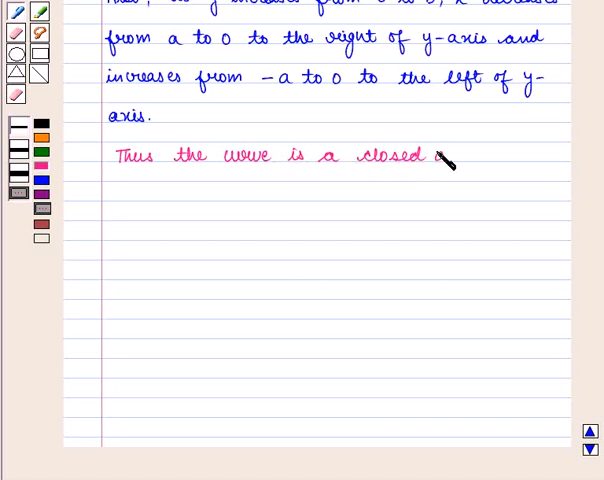 from a to 0 to the right of y-axis and
increases from -a to 0 to the left of y-
axis.
Thus the curve is a closed